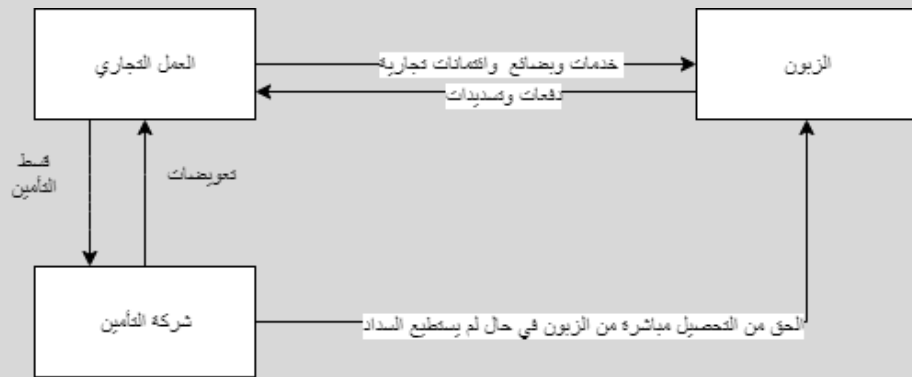 العمل التجاري
الزبون
خدمات وبضائع واقتمانات تجارية
دفعات وتسديدات
قسط
التأمين
تعويضات
شركة التأمين
الحق من التحصيل مباشرة من الزبون في حال لم يستطيع السداد